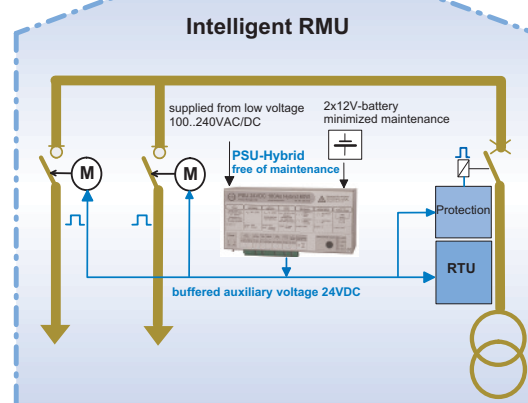 Intelligent RMU
supplied from low voltage
100..240VAC/DC
2x12V-battery
minimized maintenance
PSU-Hybrid
free of maintenance
M
M
Protection
RTU
buffered auxiliary voltage 24VDC